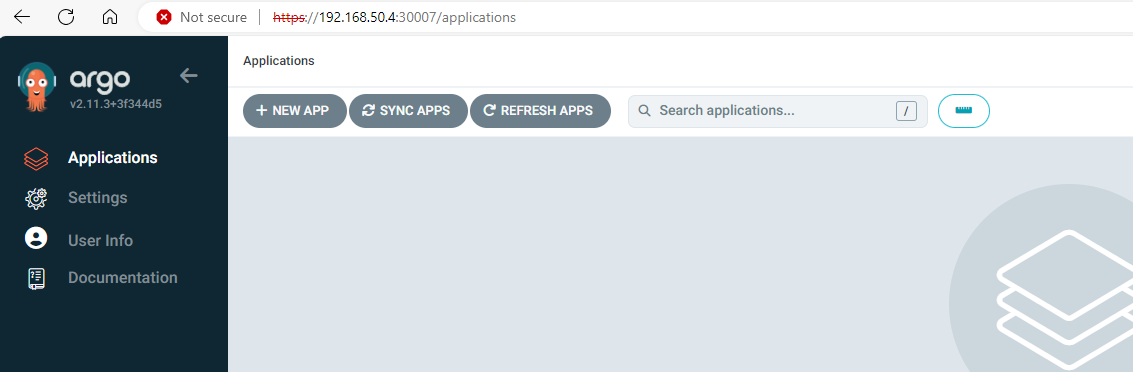 Not secure https://192.168.50.4:30007/applications
argo
v2.11.3+3f344d5
Applications
Settings
User Info
Documentation
Applications
NEW APP SYNC APPS REFRESH APPS Search applications... /